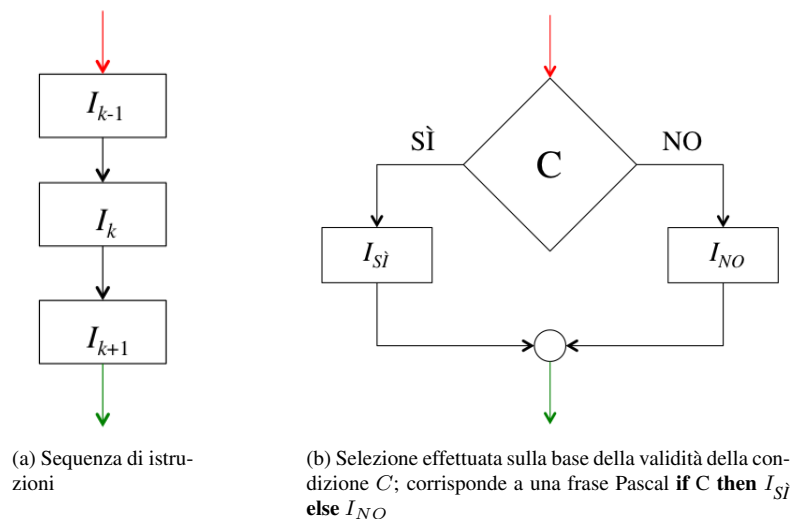 I_{k-1}
I_k
I_{k+1}
(a) Sequenza di istru-
zioni
SÌ
NO
C
I_{SÌ}
I_{NO}
(b) Selezione effettuata sulla base della validità della con-
dizione C; corrisponde a una frase Pascal if C then I_{SÌ}
else I_{NO}